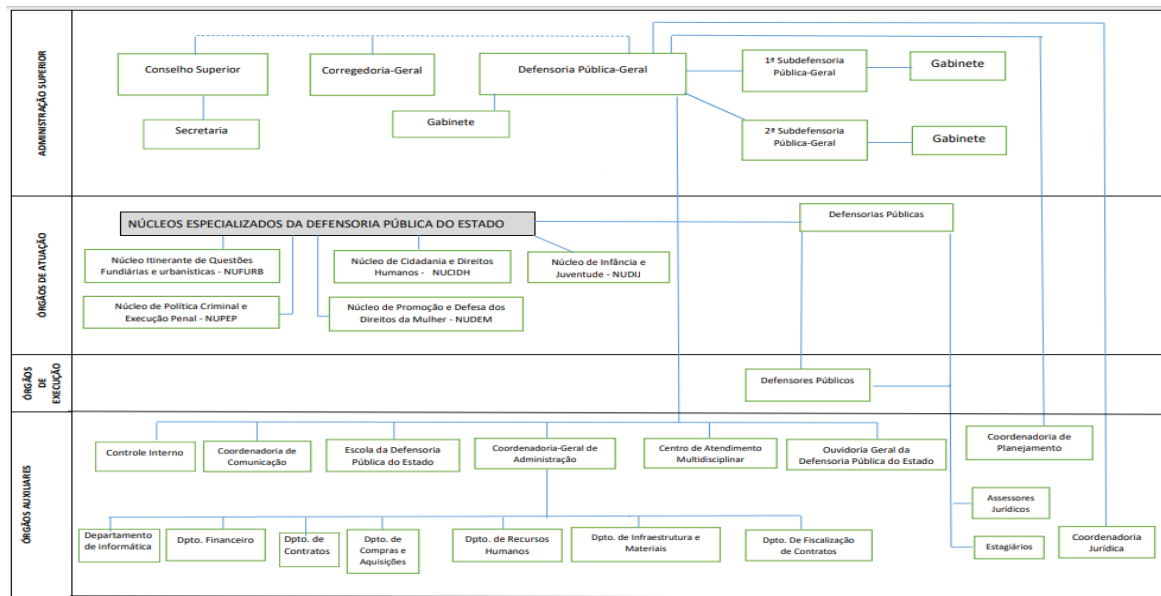 ADMINISTRAÇÃO SUPERIOR
Conselho Superior
Corregedoria-Geral
Defensoria Pública-Geral
1ª Subdefensoria
Pública-Geral
Gabinete
Secretaria
Gabinete
2ª Subdefensoria
Pública-Geral
Gabinete
ÓRGÃOS DE ATUAÇÃO
NÚCLEOS ESPECIALIZADOS DA DEFENSORIA PÚBLICA DO ESTADO
Defensorias Públicas
Núcleo Itinerante de Questões
Fundiárias e urbanísticas - NUFURB
Núcleo de Cidadania e Direitos
Humanos - NUCIDH
Núcleo de Infância e
Juventude - NUDIJ
Núcleo de Política Criminal e
Execução Penal - NUPEP
Núcleo de Promoção e Defesa dos
Direitos da Mulher - NUDEM
ÓRGÃOS
DE
EXECUÇÃO
Defensores Públicos
ÓRGÃOS AUXILIARES
Controle Interno
Coordenadoria de
Comunicação
Escola da Defensoria
Pública do Estado
Coordenadoria-Geral de
Administração
Centro de Atendimento
Multidisciplinar
Ouvidoria Geral da
Defensoria Pública do Estado
Coordenadoria de
Planejamento
Assessores
Jurídicos
Departamento
de informática
Dpto. Financeiro
Dpto. de
Contratos
Dpto. de
Compras e
Aquisições
Dpto. de Recursos
Humanos
Dpto. de Infraestrutura e
Materiais
Dpto. De Fiscalização
de Contratos
Estagiários
Coordenadoria
Jurídica